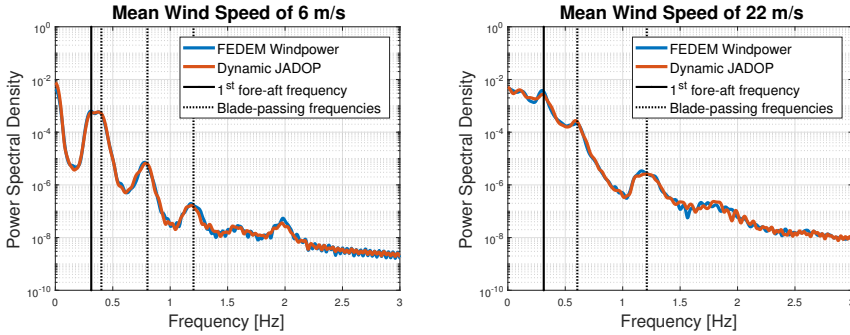 Mean Wind Speed of 6 m/s
Power Spectral Density
10^0
10^-2
10^-4
10^-6
10^-8
10^-10
FEDEM Windpower
Dynamic JADOP
1^st fore-aft frequency
Blade-passing frequencies
0 0.5 1 1.5 2 2.5 3
Frequency [Hz]
Mean Wind Speed of 22 m/s
Power Spectral Density
10^0
10^-2
10^-4
10^-6
10^-8
10^-10
FEDEM Windpower
Dynamic JADOP
1^st fore-aft frequency
Blade-passing frequencies
0 0.5 1 1.5 2 2.5 3
Frequency [Hz]